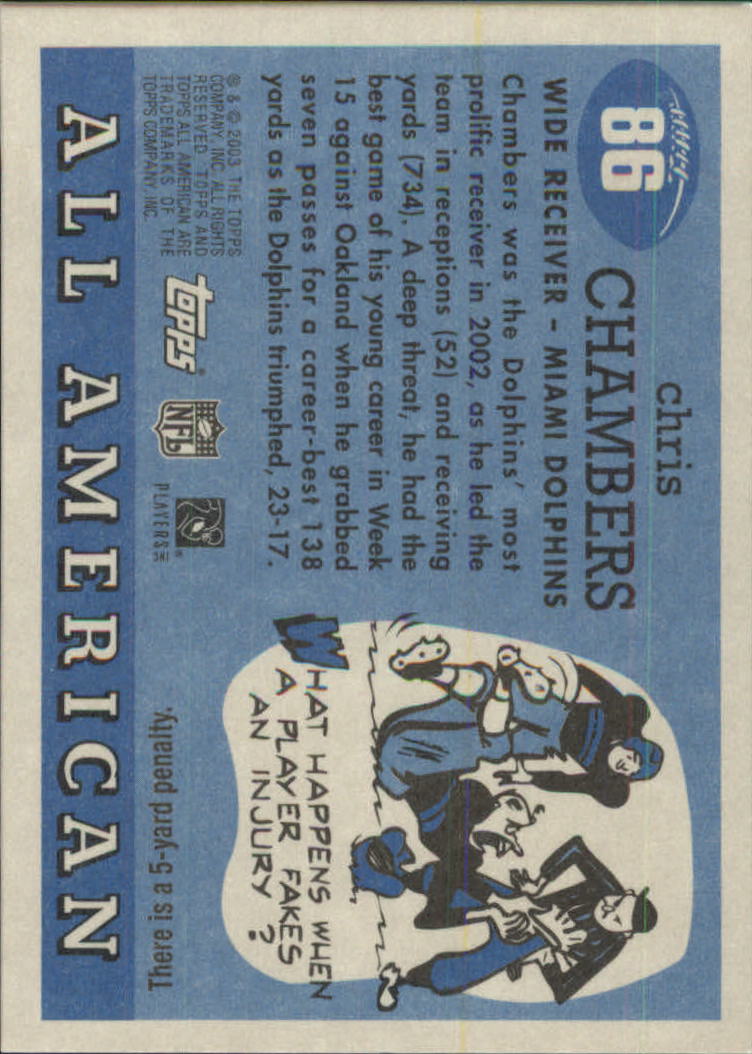 86
chris
CHAMBERS
WIDE RECEIVER - MIAMI DOLPHINS
Chambers was the Dolphins' most
prolific receiver in 2002, as he led the
team in receptions (52) and receiving
yards (734). A deep threat, he had the
best game of his young career in Week
15 against Oakland when he grabbed
seven passes for a career-best 138
yards as the Dolphins triumphed, 23-17.
® & © 2003 THE TOPPS
COMPANY, INC. ALL RIGHTS
RESERVED. TOPPS AND
TOPPS ALL AMERICAN ARE
TRADEMARKS OF THE
TOPPS COMPANY, INC.
topps®
NFL
PLAYERS INC
WHAT HAPPENS WHEN
A PLAYER FAKES
AN INJURY?
There is a 5-yard penalty.
ALL AMERICAN